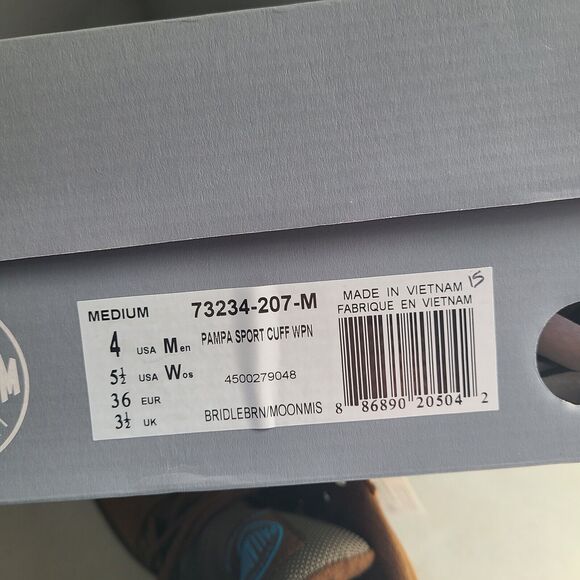 MEDIUM 73234-207-M
MADE IN VIETNAM 15
FABRIQUE EN VIETNAM
4 USA Men
PAMPA SPORT CUFF WPN
5½ USA Wos
4500279048
36 EUR
3½ UK
BRIDLEBRN/MOONMIS
8 86890 20504 2
M